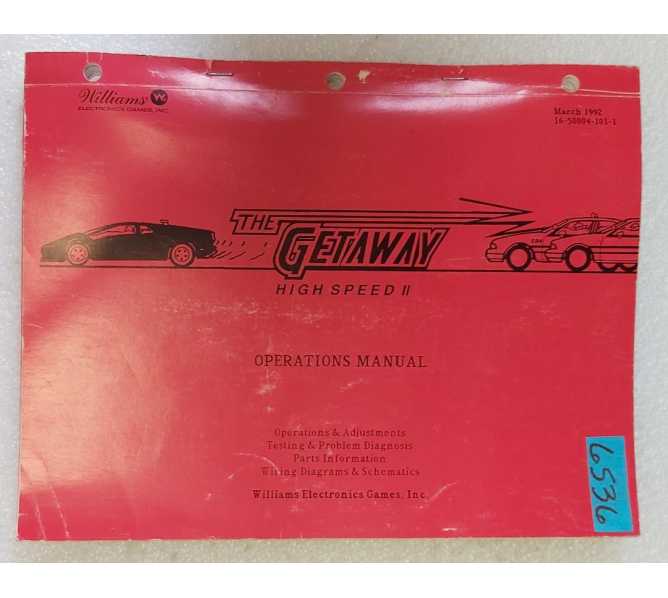 Williams
ELECTRONICS GAMES, INC.
March 1992
16-50004-101-1
THE
GETAWAY
HIGH SPEED II
OPERATIONS MANUAL
Operations & Adjustments
Testing & Problem Diagnosis
Parts Information
Wiring Diagrams & Schematics
Williams Electronics Games, Inc.
6536